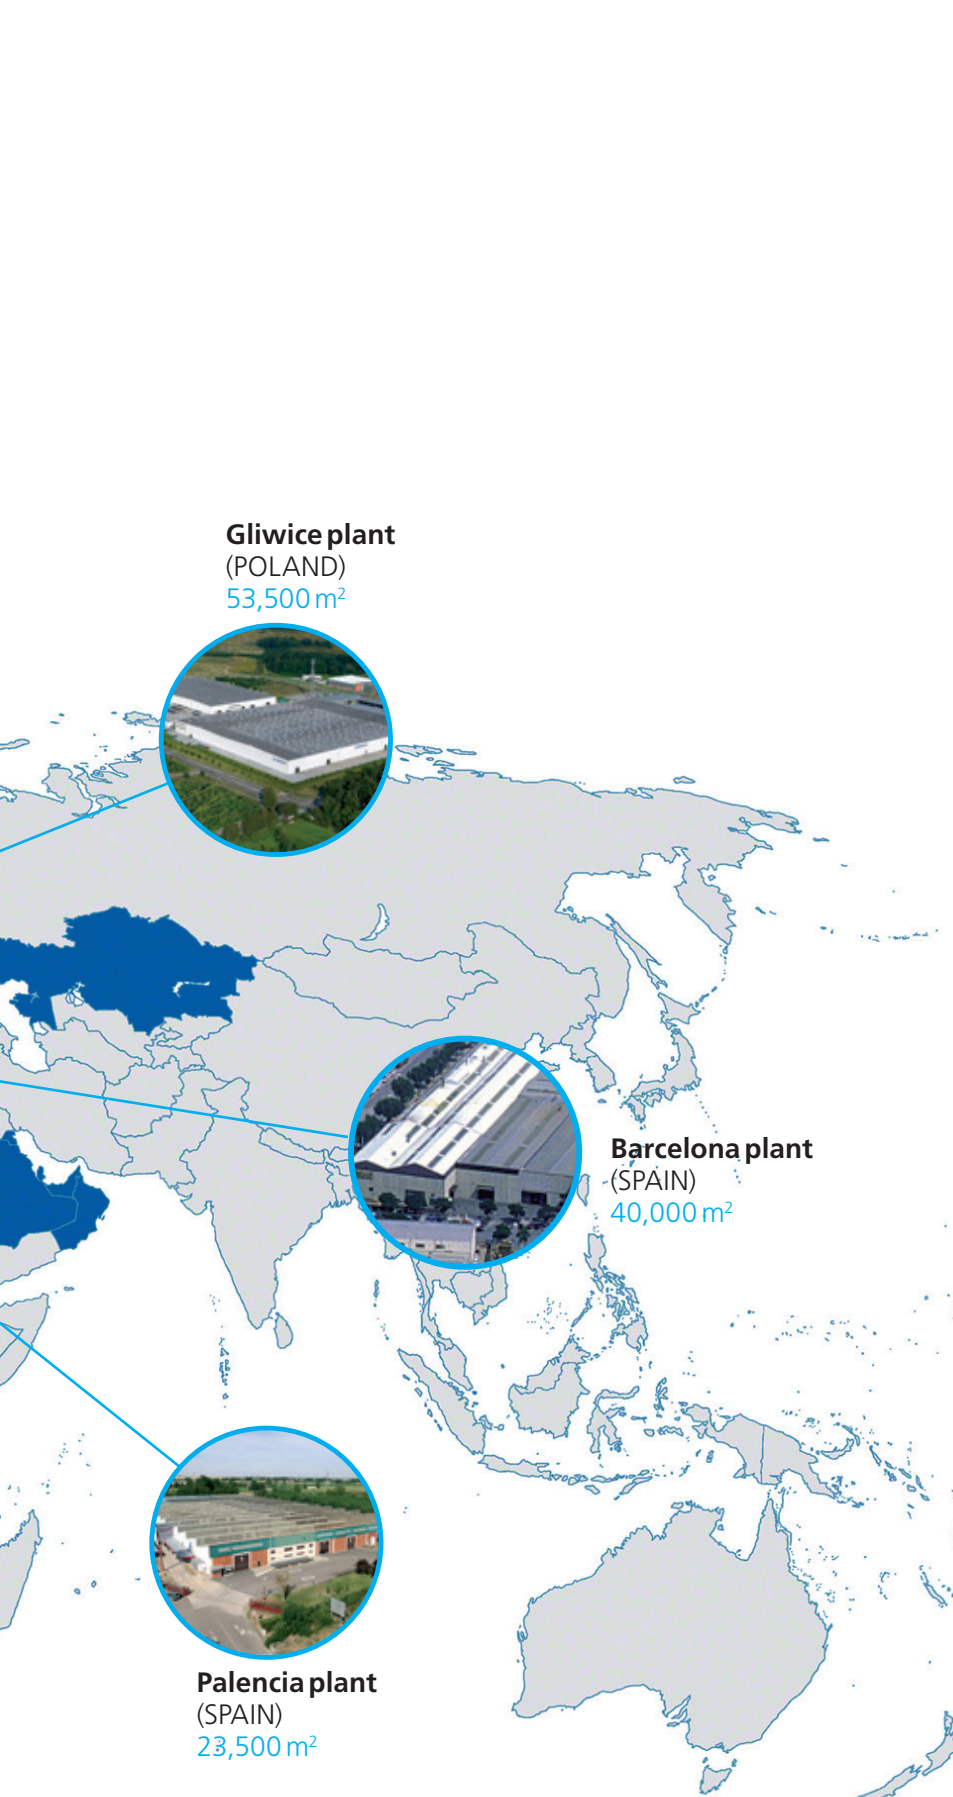 Gliwice plant
(POLAND)
53,500 m²
Barcelona plant
(SPAIN)
40,000 m²
Palencia plant
(SPAIN)
23,500 m²